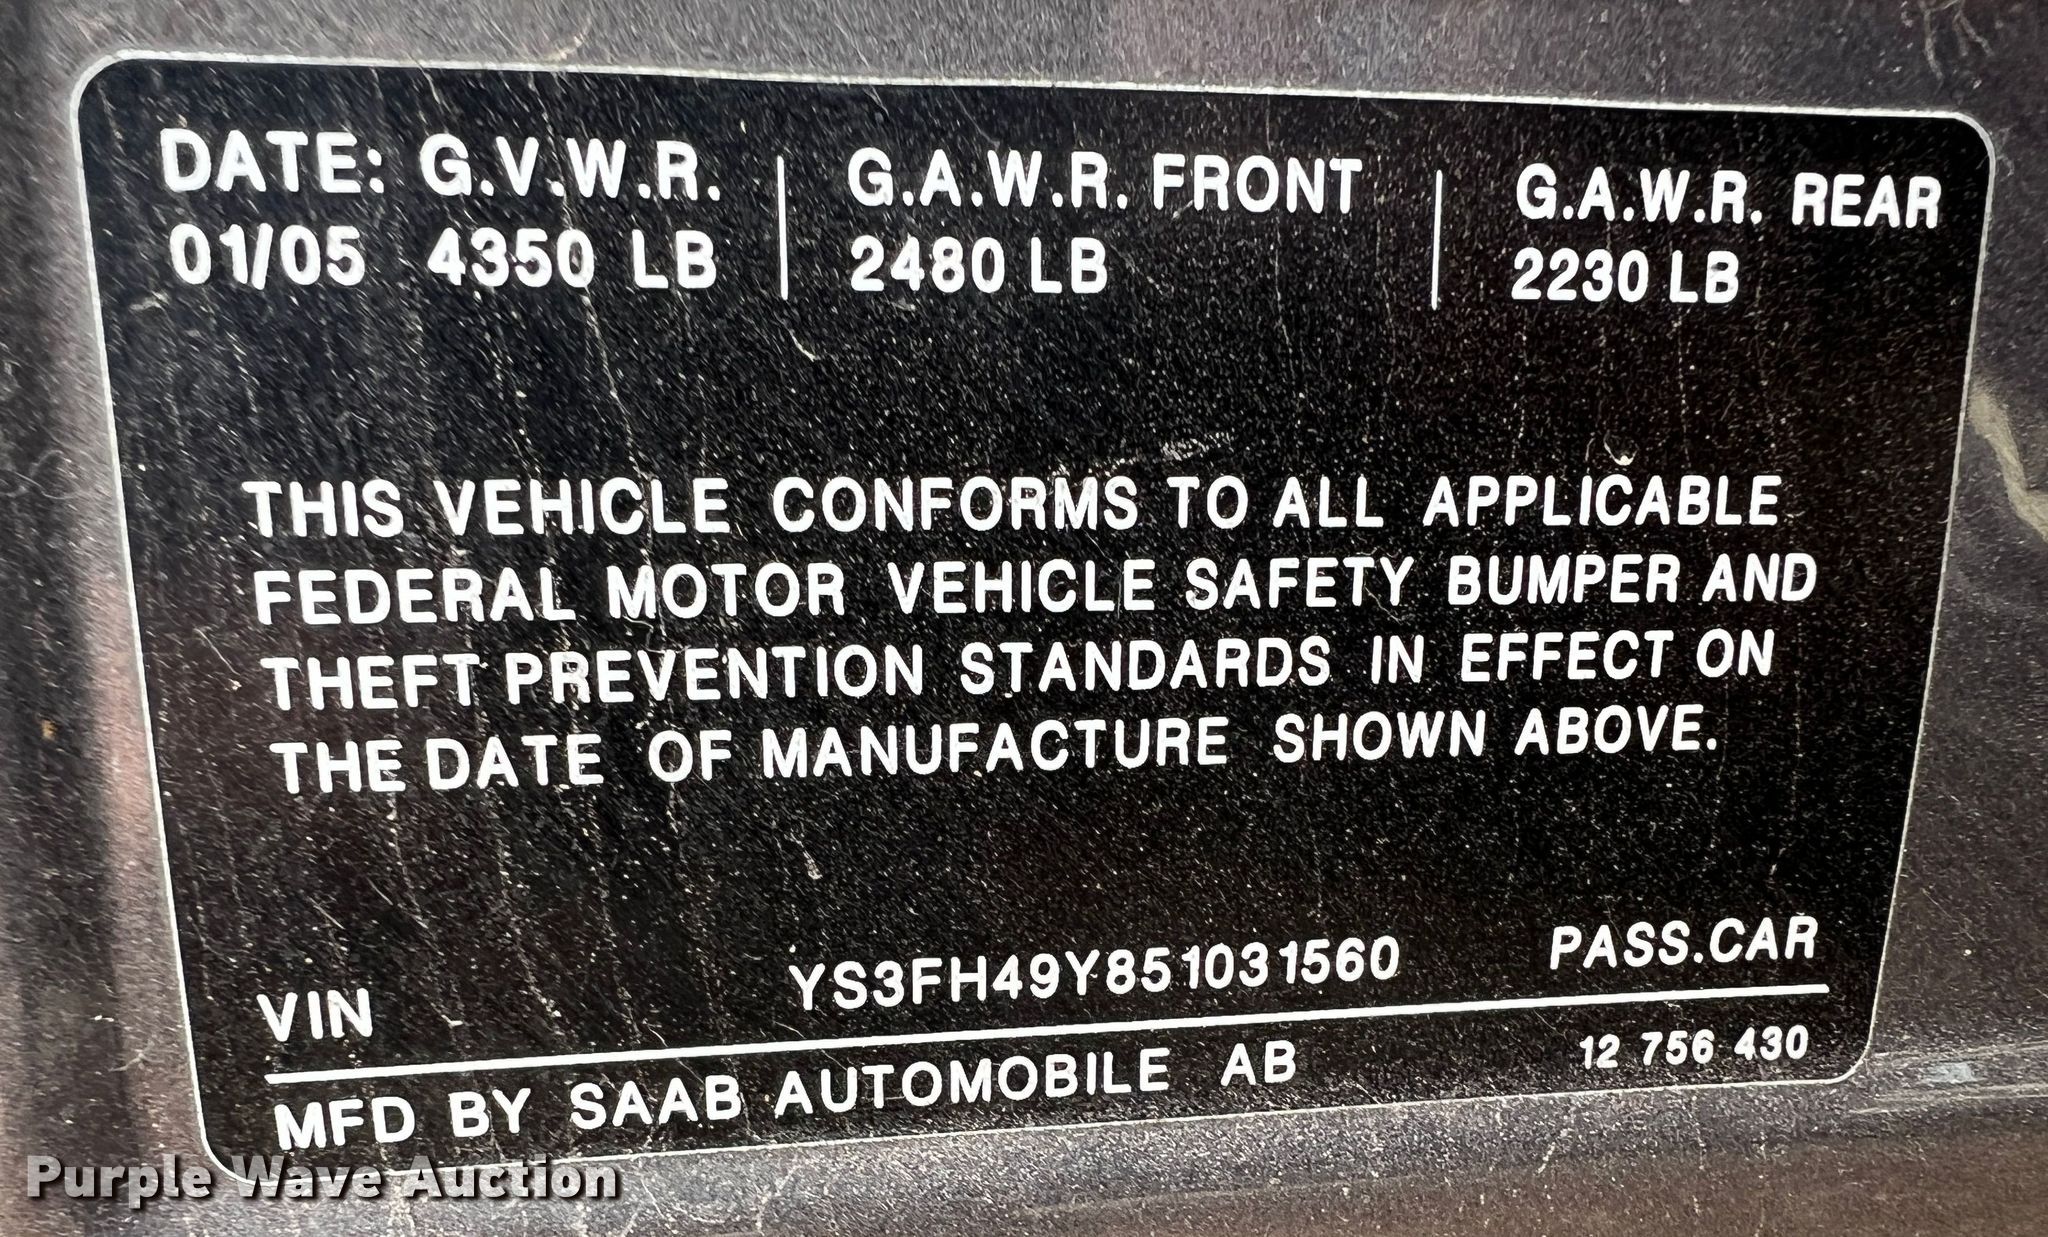 DATE: G.V.W.R. | G.A.W.R. FRONT | G.A.W.R. REAR
01/05 4350 LB | 2480 LB | 2230 LB
THIS VEHICLE CONFORMS TO ALL APPLICABLE
FEDERAL MOTOR VEHICLE SAFETY BUMPER AND
THEFT PREVENTION STANDARDS IN EFFECT ON
THE DATE OF MANUFACTURE SHOWN ABOVE.
VIN YS3FH49Y851031560 PASS.CAR
MFD BY SAAB AUTOMOBILE AB 12 756 430
Purple Wave Auction